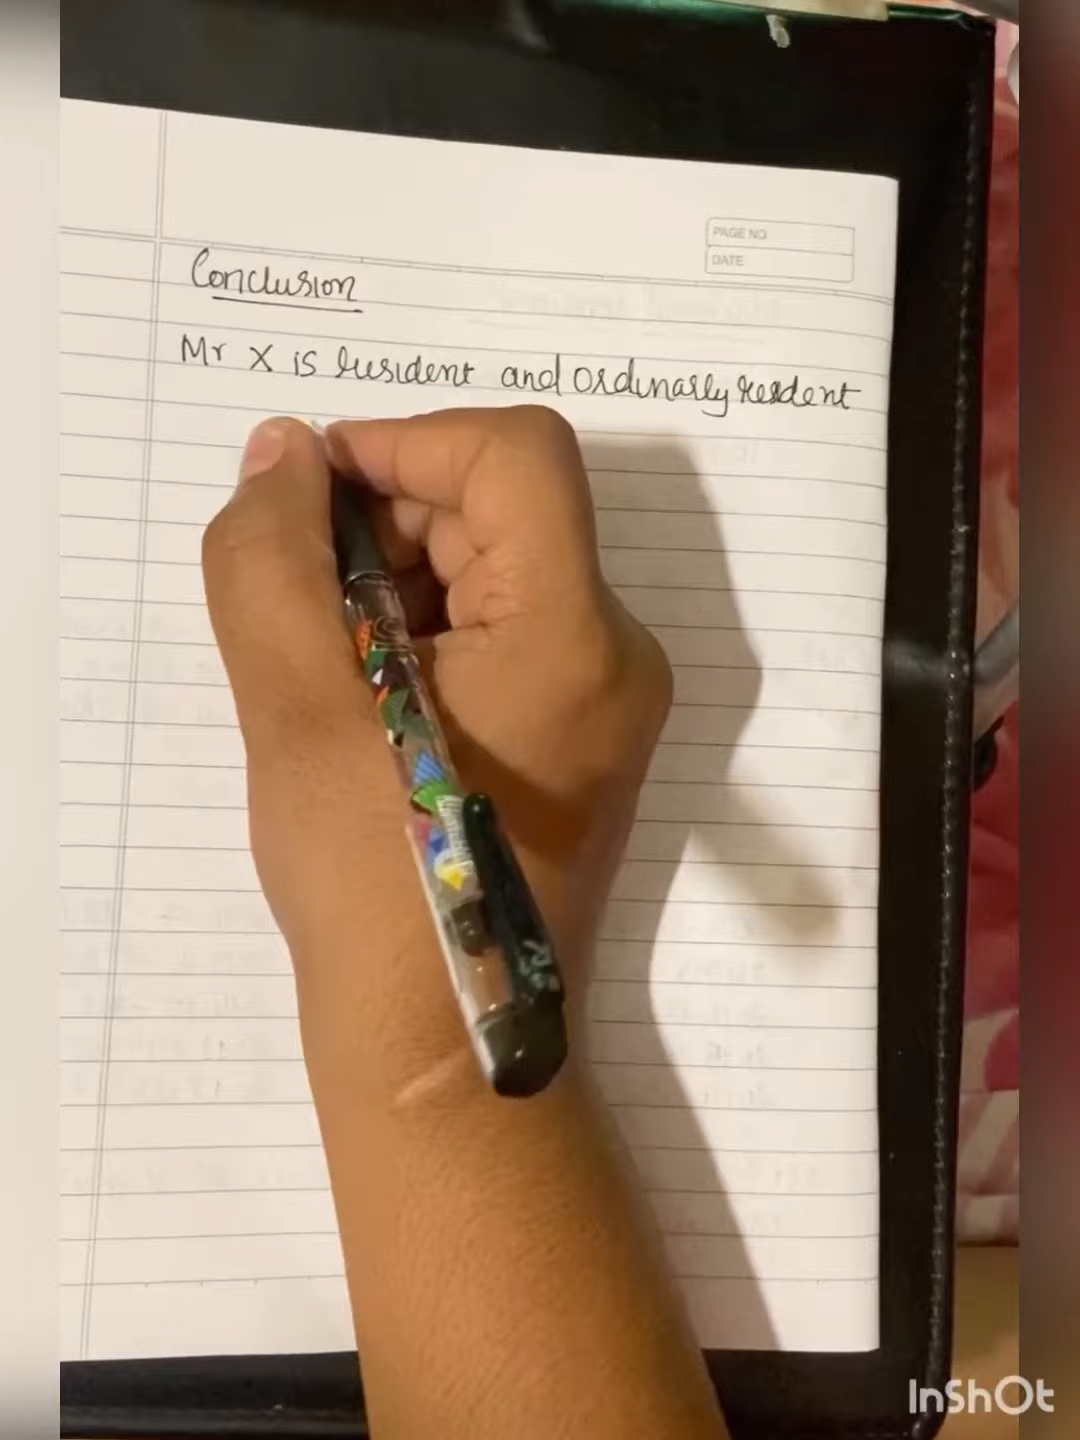 PAGE NO
DATE
Conclusion
Mr X is resident and ordinarly resident
InShOt